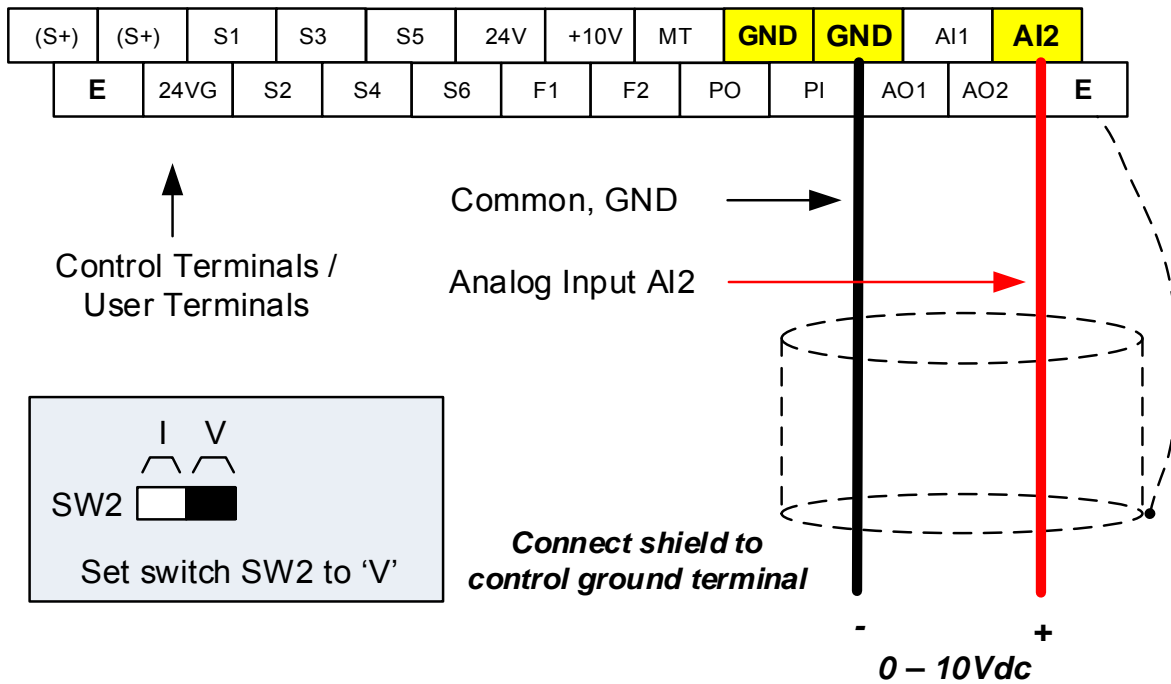 (S+) (S+) S1 S3 S5 24V +10V MT GND GND AI1 AI2
E 24VG S2 S4 S6 F1 F2 PO PI AO1 AO2 E
Common, GND
Control Terminals /
User Terminals
Analog Input AI2
I V
SW2
Set switch SW2 to ‘V’
Connect shield to
control ground terminal
- +
0 – 10Vdc